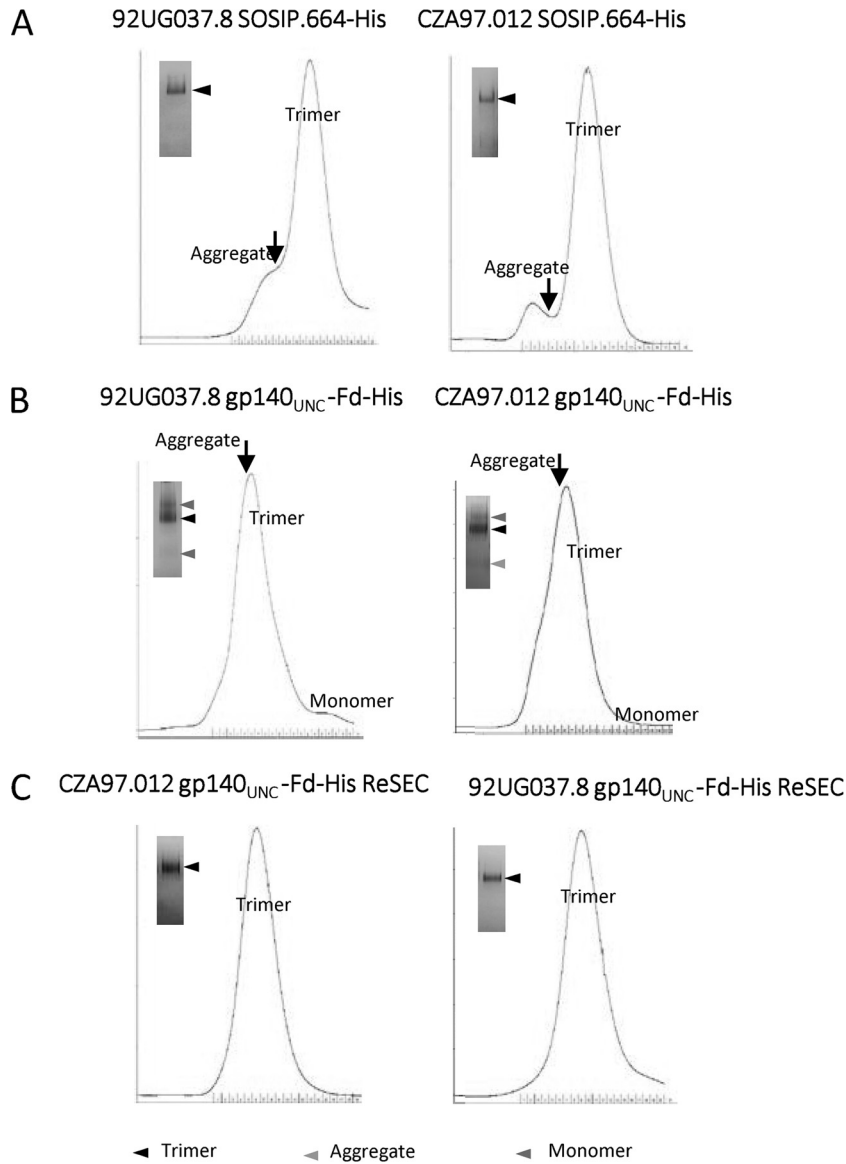 A
92UG037.8 SOSIP.664-His
CZA97.012 SOSIP.664-His
Trimer
Aggregate
Trimer
Aggregate
B
92UG037.8 gp140UNC-Fd-His
CZA97.012 gp140UNC-Fd-His
Aggregate
Trimer
Monomer
Aggregate
Trimer
Monomer
C
CZA97.012 gp140UNC-Fd-His ReSEC
92UG037.8 gp140UNC-Fd-His ReSEC
Trimer
Trimer
Trimer
Aggregate
Monomer